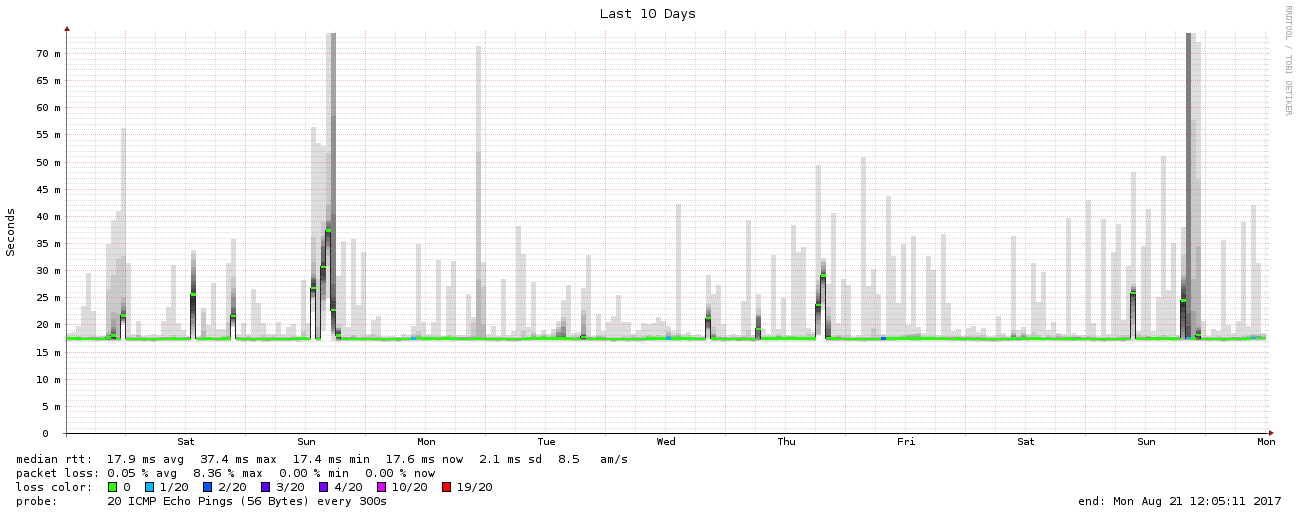 Last 10 Days
RRDTOOL / TOBI OETIKER
Seconds
70 m
65 m
60 m
55 m
50 m
45 m
40 m
35 m
30 m
25 m
20 m
15 m
10 m
5 m
0
Sat Sun Mon Tue Wed Thu Fri Sat Sun Mon
median rtt: 17.9 ms avg 37.4 ms max 17.4 ms min 17.6 ms now 2.1 ms sd 8.5 am/s
packet loss: 0.05 % avg 8.36 % max 0.00 % min 0.00 % now
loss color: 0 1/20 2/20 3/20 4/20 10/20 19/20
probe: 20 ICMP Echo Pings (56 Bytes) every 300s end: Mon Aug 21 12:05:11 2017